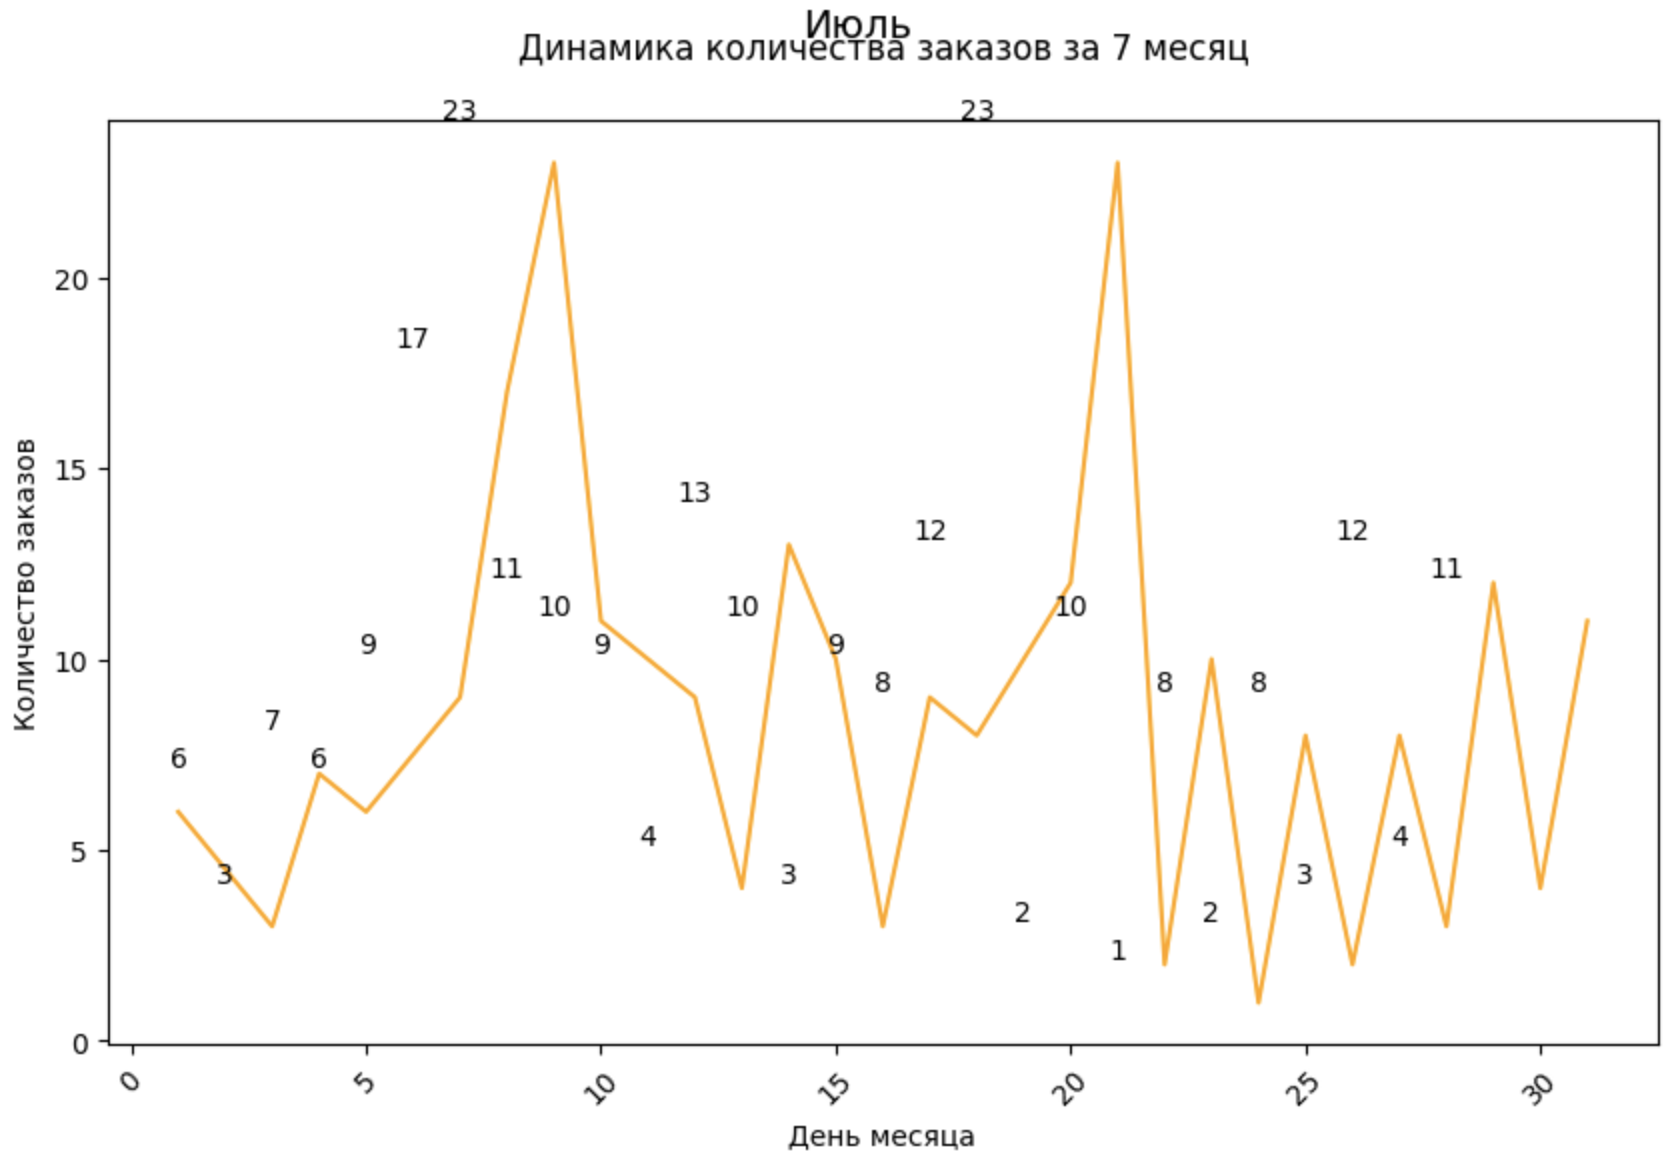 Июль
Динамика количества заказов за 7 месяц
23 23
20
17
15
13
12 12
11 11
10 10 10
10
9 9 9
8 8 8
7
6 6
5
4 4
3 3 3
2 2
1
0
0 5 10 15 20 25 30
Количество заказов
День месяца